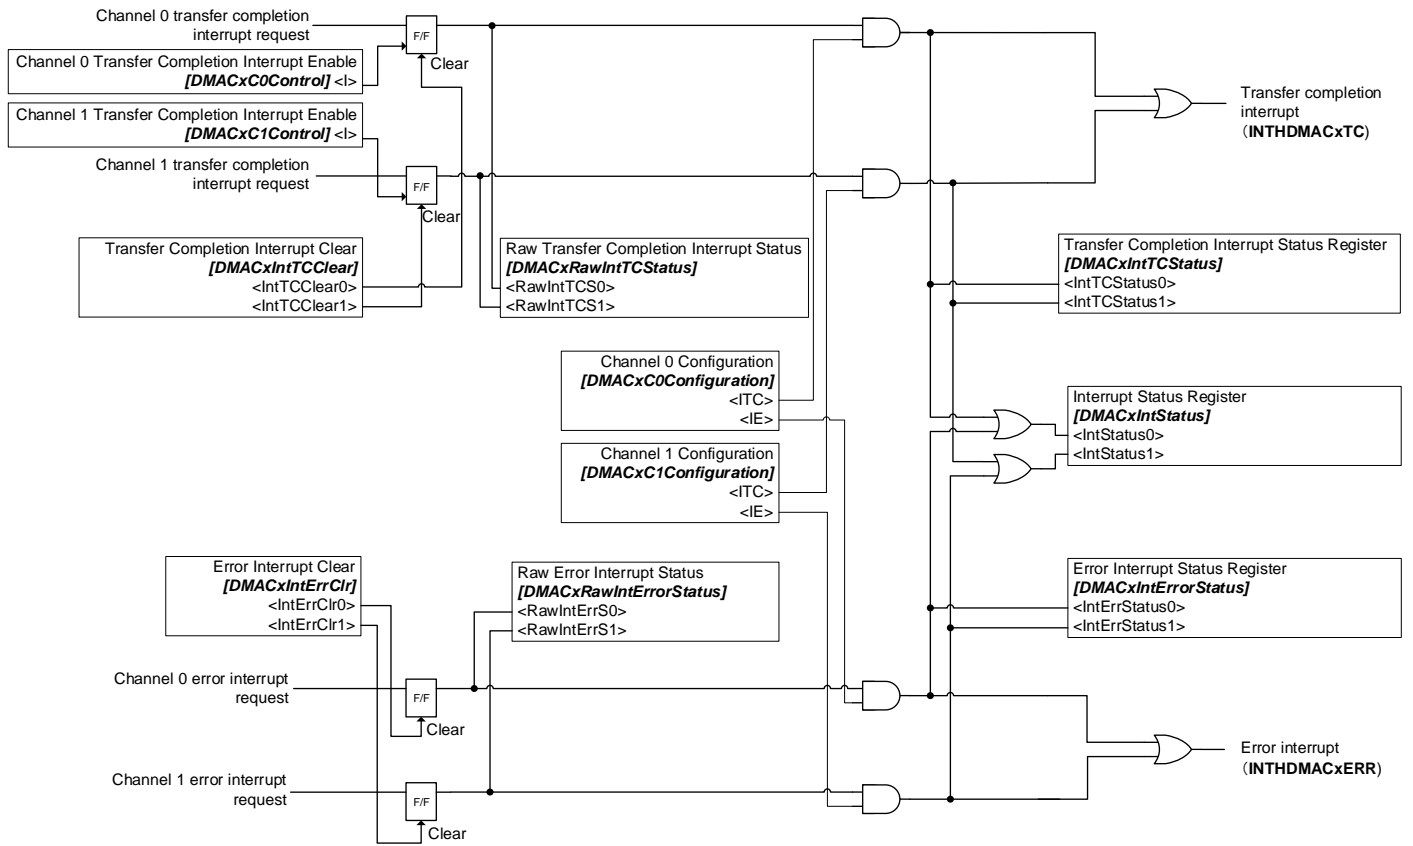 Channel 0 transfer completion
interrupt request
F/F
Clear
Channel 0 Transfer Completion Interrupt Enable
[DMACxC0Control] <I>
Channel 1 Transfer Completion Interrupt Enable
[DMACxC1Control] <I>
Channel 1 transfer completion
interrupt request
F/F
Clear
Transfer completion
interrupt
(INTHDMACxTC)
Transfer Completion Interrupt Clear
[DMACxIntTCClear]
<IntTCClear0>
<IntTCClear1>
Raw Transfer Completion Interrupt Status
[DMACxRawIntTCStatus]
<RawIntTCS0>
<RawIntTCS1>
Transfer Completion Interrupt Status Register
[DMACxIntTCStatus]
<IntTCStatus0>
<IntTCStatus1>
Channel 0 Configuration
[DMACxC0Configuration]
<ITC>
<IE>
Interrupt Status Register
[DMACxIntStatus]
<IntStatus0>
<IntStatus1>
Channel 1 Configuration
[DMACxC1Configuration]
<ITC>
<IE>
Error Interrupt Clear
[DMACxIntErrClr]
<IntErrClr0>
<IntErrClr1>
Raw Error Interrupt Status
[DMACxRawIntErrorStatus]
<RawIntErrS0>
<RawIntErrS1>
Error Interrupt Status Register
[DMACxIntErrorStatus]
<IntErrStatus0>
<IntErrStatus1>
Channel 0 error interrupt
request
F/F
Clear
Error interrupt
(INTHDMACxERR)
Channel 1 error interrupt
request
F/F
Clear